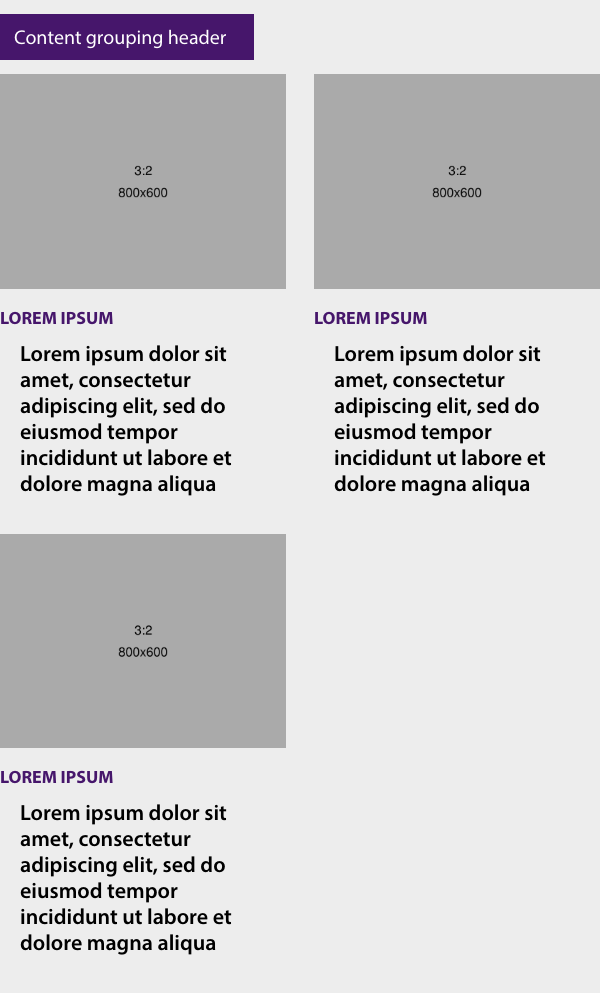 Content grouping header
3:2
800x600
LOREM IPSUM
Lorem ipsum dolor sit
amet, consectetur
adipiscing elit, sed do
eiusmod tempor
incididunt ut labore et
dolore magna aliqua
3:2
800x600
LOREM IPSUM
Lorem ipsum dolor sit
amet, consectetur
adipiscing elit, sed do
eiusmod tempor
incididunt ut labore et
dolore magna aliqua
3:2
800x600
LOREM IPSUM
Lorem ipsum dolor sit
amet, consectetur
adipiscing elit, sed do
eiusmod tempor
incididunt ut labore et
dolore magna aliqua